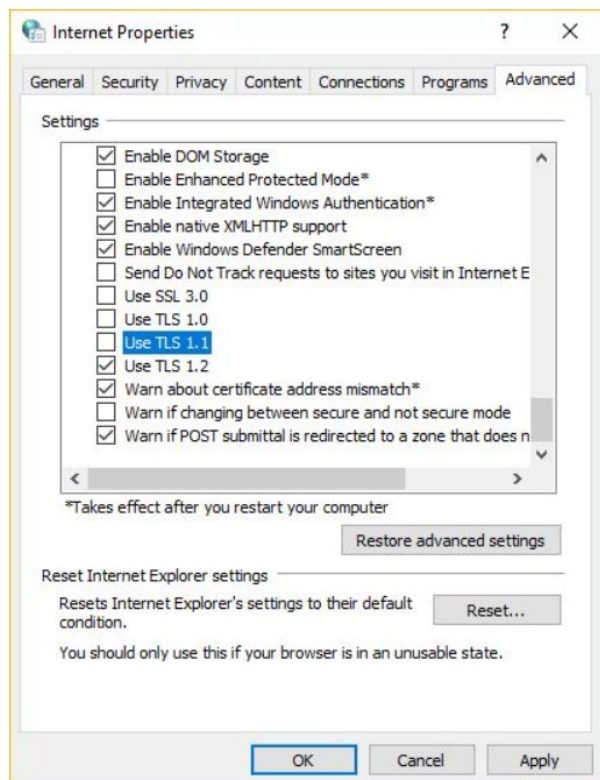 Internet Properties
General Security Privacy Content Connections Programs Advanced
Settings
Enable DOM Storage
Enable Enhanced Protected Mode*
Enable Integrated Windows Authentication*
Enable native XMLHTTP support
Enable Windows Defender SmartScreen
Send Do Not Track requests to sites you visit in Internet E
Use SSL 3.0
Use TLS 1.0
Use TLS 1.1
Use TLS 1.2
Warn about certificate address mismatch*
Warn if changing between secure and not secure mode
Warn if POST submittal is redirected to a zone that does n
*Takes effect after you restart your computer
Restore advanced settings
Reset Internet Explorer settings
Resets Internet Explorer's settings to their default
condition.
Reset...
You should only use this if your browser is in an unusable state.
OK Cancel Apply